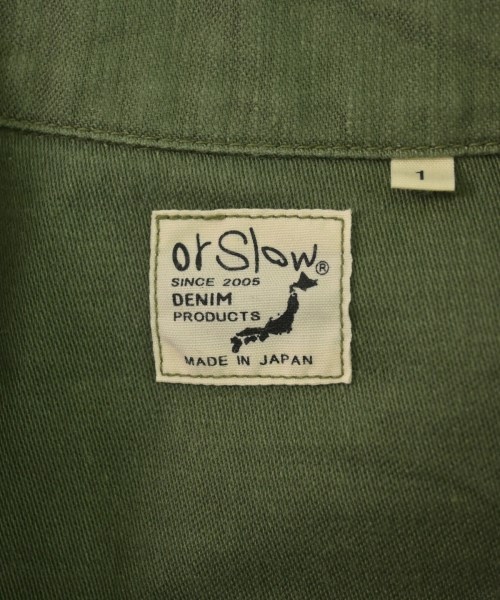 1
orSlow®
SINCE 2005
DENIM
PRODUCTS
MADE IN JAPAN